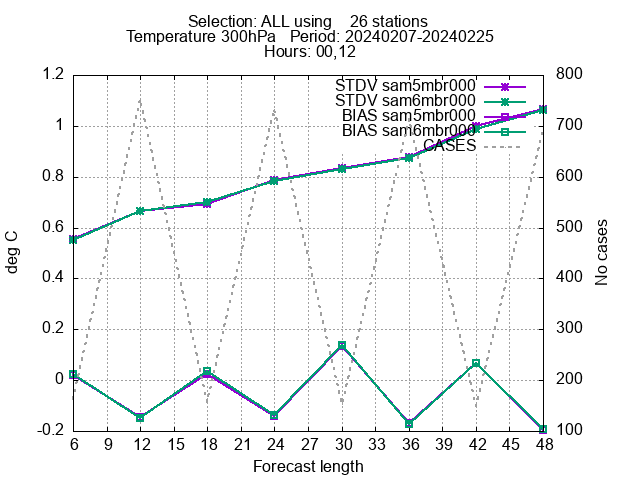 Selection: ALL using    26 stations
Temperature 300hPa   Period: 20240207-20240225
Hours: 00,12
STDV sam5mbr000
STDV sam6mbr000
BIAS sam5mbr000
BIAS sam6mbr000
CASES
1.2
1
0.8
0.6
0.4
0.2
0
-0.2
deg C
800
700
600
500
400
300
200
100
No cases
6 9 12 15 18 21 24 27 30 33 36 39 42 45 48
Forecast length